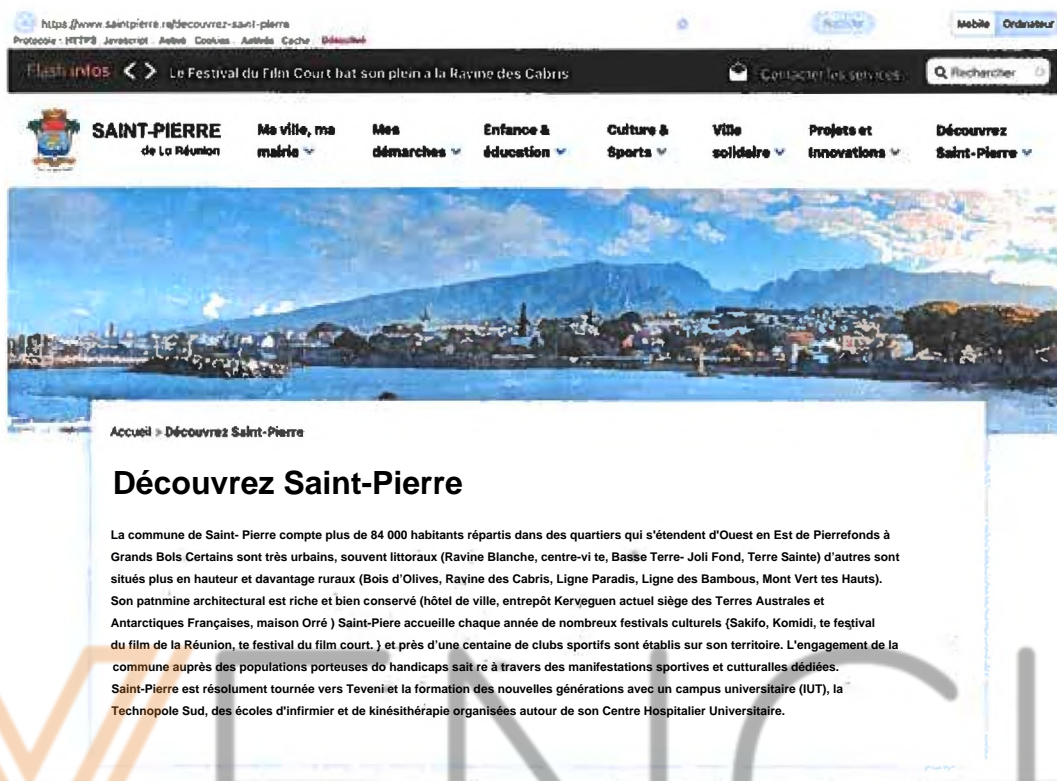 https://www.saintpierre.re/decouvrez-saint-pierre
Protocole : HTTPS Javascript Activé Cookies Activés Cache Désactivé
Mobile Ordinateur
Flash infos Le Festival du Film Court bat son plein a la Ravine des Cabris Contacter les services Rechercher
SAINT-PIERRE
de La Réunion
Ma ville, ma mairie
Mes démarches
Enfance & éducation
Culture & Sports
Ville solidaire
Projets et Innovations
Découvrez Saint-Pierre
Accueil > Découvrez Saint-Pierre
Découvrez Saint-Pierre
La commune de Saint- Pierre compte plus de 84 000 habitants répartis dans des quartiers qui s'étendent d'Ouest en Est de Pierrefonds à
Grands Bols Certains sont très urbains, souvent littoraux (Ravine Blanche, centre-vi te, Basse Terre- Joli Fond, Terre Sainte) d'autres sont
situés plus en hauteur et davantage ruraux (Bois d'Olives, Ravine des Cabris, Ligne Paradis, Ligne des Bambous, Mont Vert tes Hauts).
Son patnmine architectural est riche et bien conservé (hôtel de ville, entrepôt Kerveguen actuel siège des Terres Australes et
Antarctiques Françaises, maison Orré ) Saint-Piere accueille chaque année de nombreux festivals culturels {Sakifo, Komidi, te festival
du film de la Réunion, te festival du film court. } et près d'une centaine de clubs sportifs sont établis sur son territoire. L'engagement de la
commune auprès des populations porteuses do handicaps sait re à travers des manifestations sportives et cutturalles dédiées.
Saint-Pierre est résolument tournée vers Teveni et la formation des nouvelles générations avec un campus universitaire (IUT), la
Technopole Sud, des écoles d'infirmier et de kinésithérapie organisées autour de son Centre Hospitalier Universitaire.